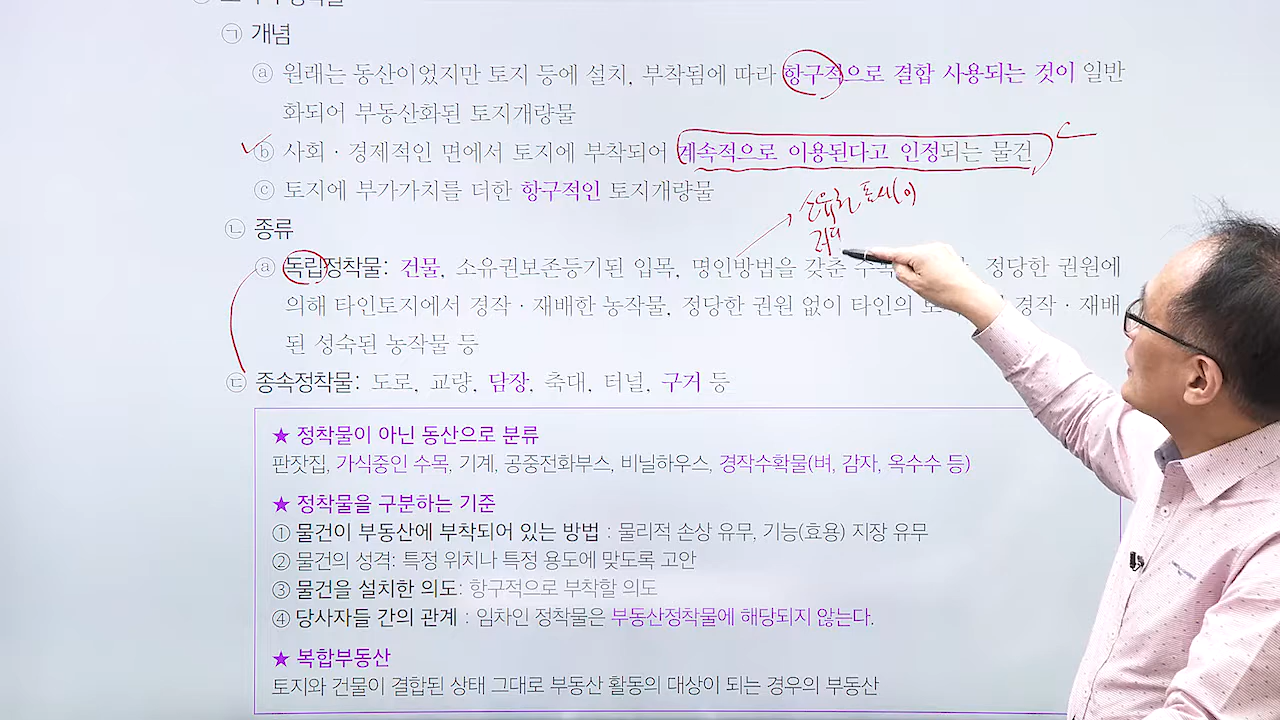 ㉠ 개념
ⓐ 원래는 동산이었지만 토지 등에 설치, 부착됨에 따라 항구적으로 결합 사용되는 것이 일반
화되어 부동산화된 토지개량물
ⓑ 사회·경제적인 면에서 토지에 부착되어 계속적으로 이용된다고 인정되는 물건
ⓒ 토지에 부가가치를 더한 항구적인 토지개량물
소유권 표시이
㉡ 종류
ⓐ 독립정착물: 건물, 소유권보존등기된 입목, 명인방법을 갖춘 정당한 권원에
의해 타인토지에서 경작·재배한 농작물, 정당한 권원 없이 타인의 경작·재배
된 성숙된 농작물 등
㉢ 종속정착물: 도로, 교량, 담장, 축대, 터널, 구거 등
★ 정착물이 아닌 동산으로 분류
판잣집, 가식중인 수목, 기계, 공중전화부스, 비닐하우스, 경작수확물(벼, 감자, 옥수수 등)
★ 정착물을 구분하는 기준
① 물건이 부동산에 부착되어 있는 방법 : 물리적 손상 유무, 기능(효용) 지장 유무
② 물건의 성격: 특정 위치나 특정 용도에 맞도록 고안
③ 물건을 설치한 의도: 항구적으로 부착할 의도
④ 당사자들 간의 관계 : 임차인 정착물은 부동산정착물에 해당되지 않는다.
★ 복합부동산
토지와 건물이 결합된 상태 그대로 부동산 활동의 대상이 되는 경우의 부동산